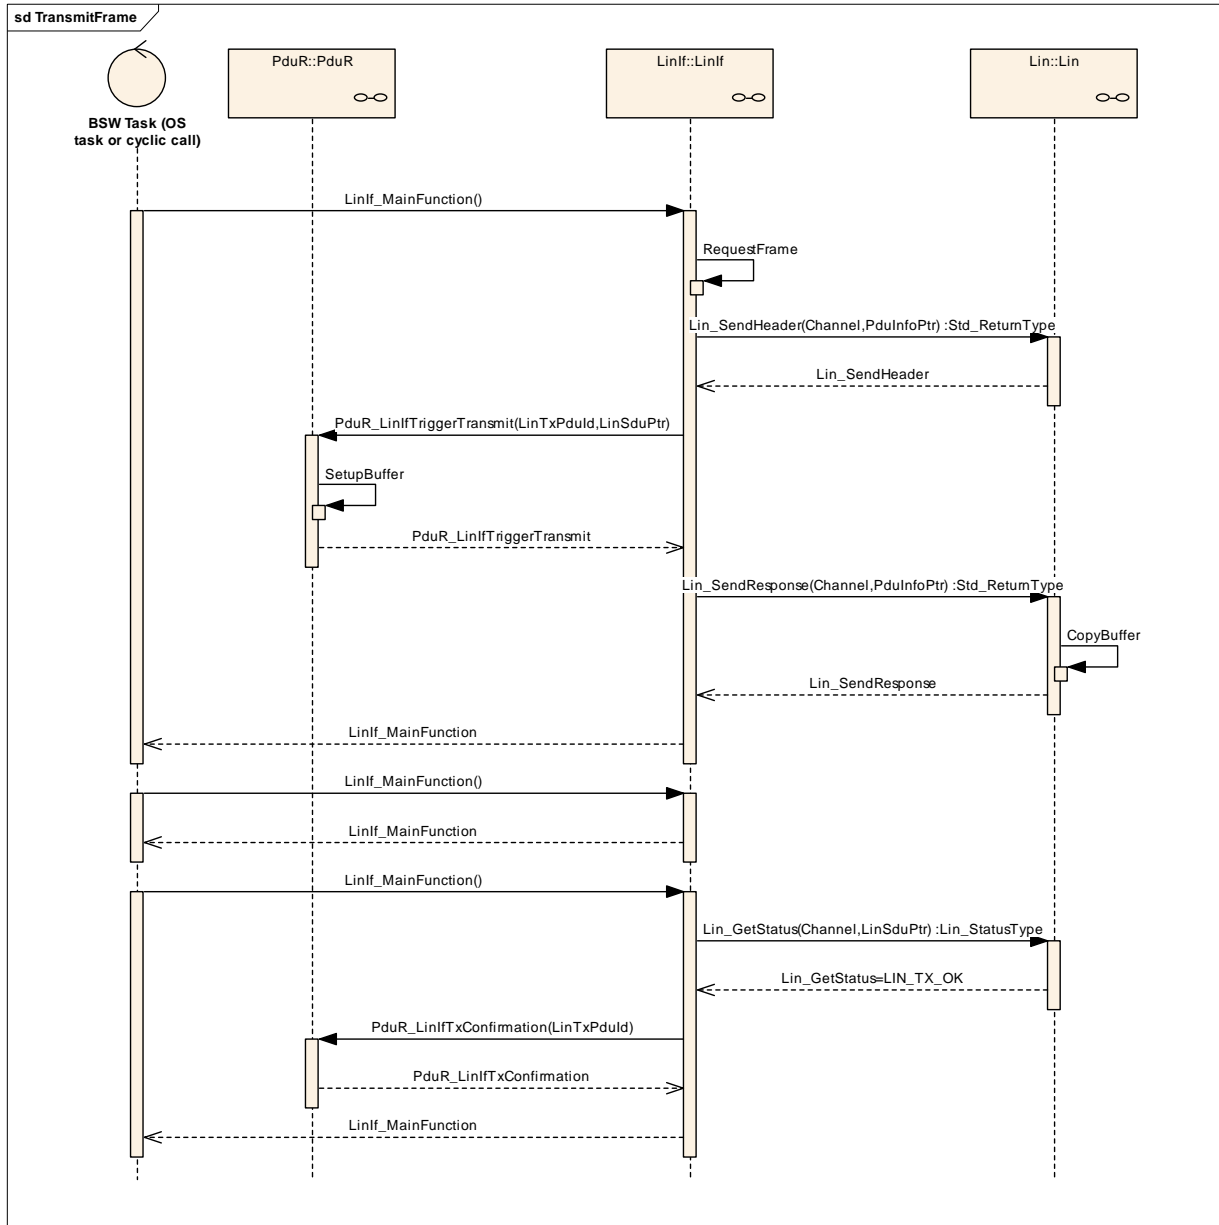 sd TransmitFrame
PduR::PduR
LinIf::LinIf
Lin::Lin
BSW Task (OS
task or cyclic call)
LinIf_MainFunction()
RequestFrame
Lin_SendHeader(Channel,PduInfoPtr) :Std_ReturnType
Lin_SendHeader
PduR_LinIfTriggerTransmit(LinTxPduId,LinSduPtr)
SetupBuffer
PduR_LinIfTriggerTransmit
Lin_SendResponse(Channel,PduInfoPtr) :Std_ReturnType
CopyBuffer
Lin_SendResponse
LinIf_MainFunction
LinIf_MainFunction()
LinIf_MainFunction
LinIf_MainFunction()
Lin_GetStatus(Channel,LinSduPtr) :Lin_StatusType
Lin_GetStatus=LIN_TX_OK
PduR_LinIfTxConfirmation(LinTxPduId)
PduR_LinIfTxConfirmation
LinIf_MainFunction